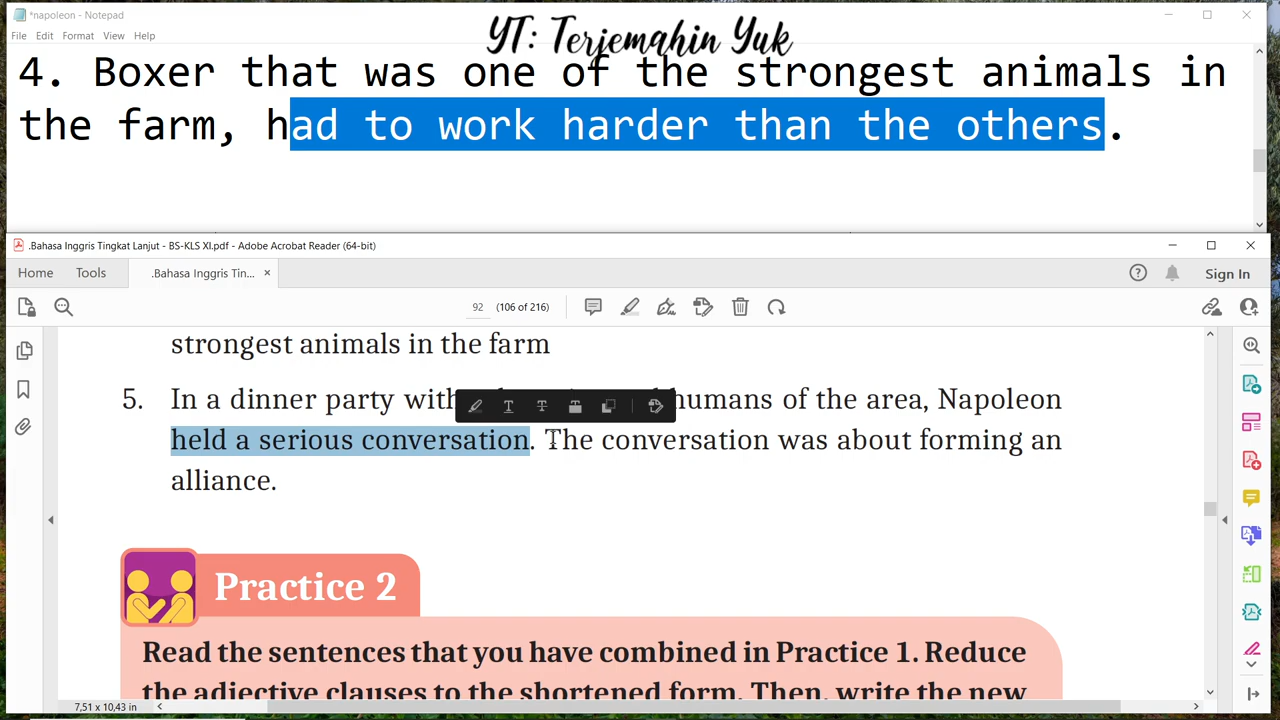 *napoleon - Notepad
YT: Terjemahin Yuk
File Edit Format View Help
4. Boxer that was one of the strongest animals in
the farm, had to work harder than the others.
.Bahasa Inggris Tingkat Lanjut - BS-KLS XI.pdf - Adobe Acrobat Reader (64-bit)
Home Tools .Bahasa Inggris Tin... × Sign In
92 (106 of 216)
strongest animals in the farm
5. In a dinner party with humans of the area, Napoleon
held a serious conversation. The conversation was about forming an
alliance.
Practice 2
Read the sentences that you have combined in Practice 1. Reduce
the adjective clauses to the shortened form. Then, write the new
7,51 x 10,43 in